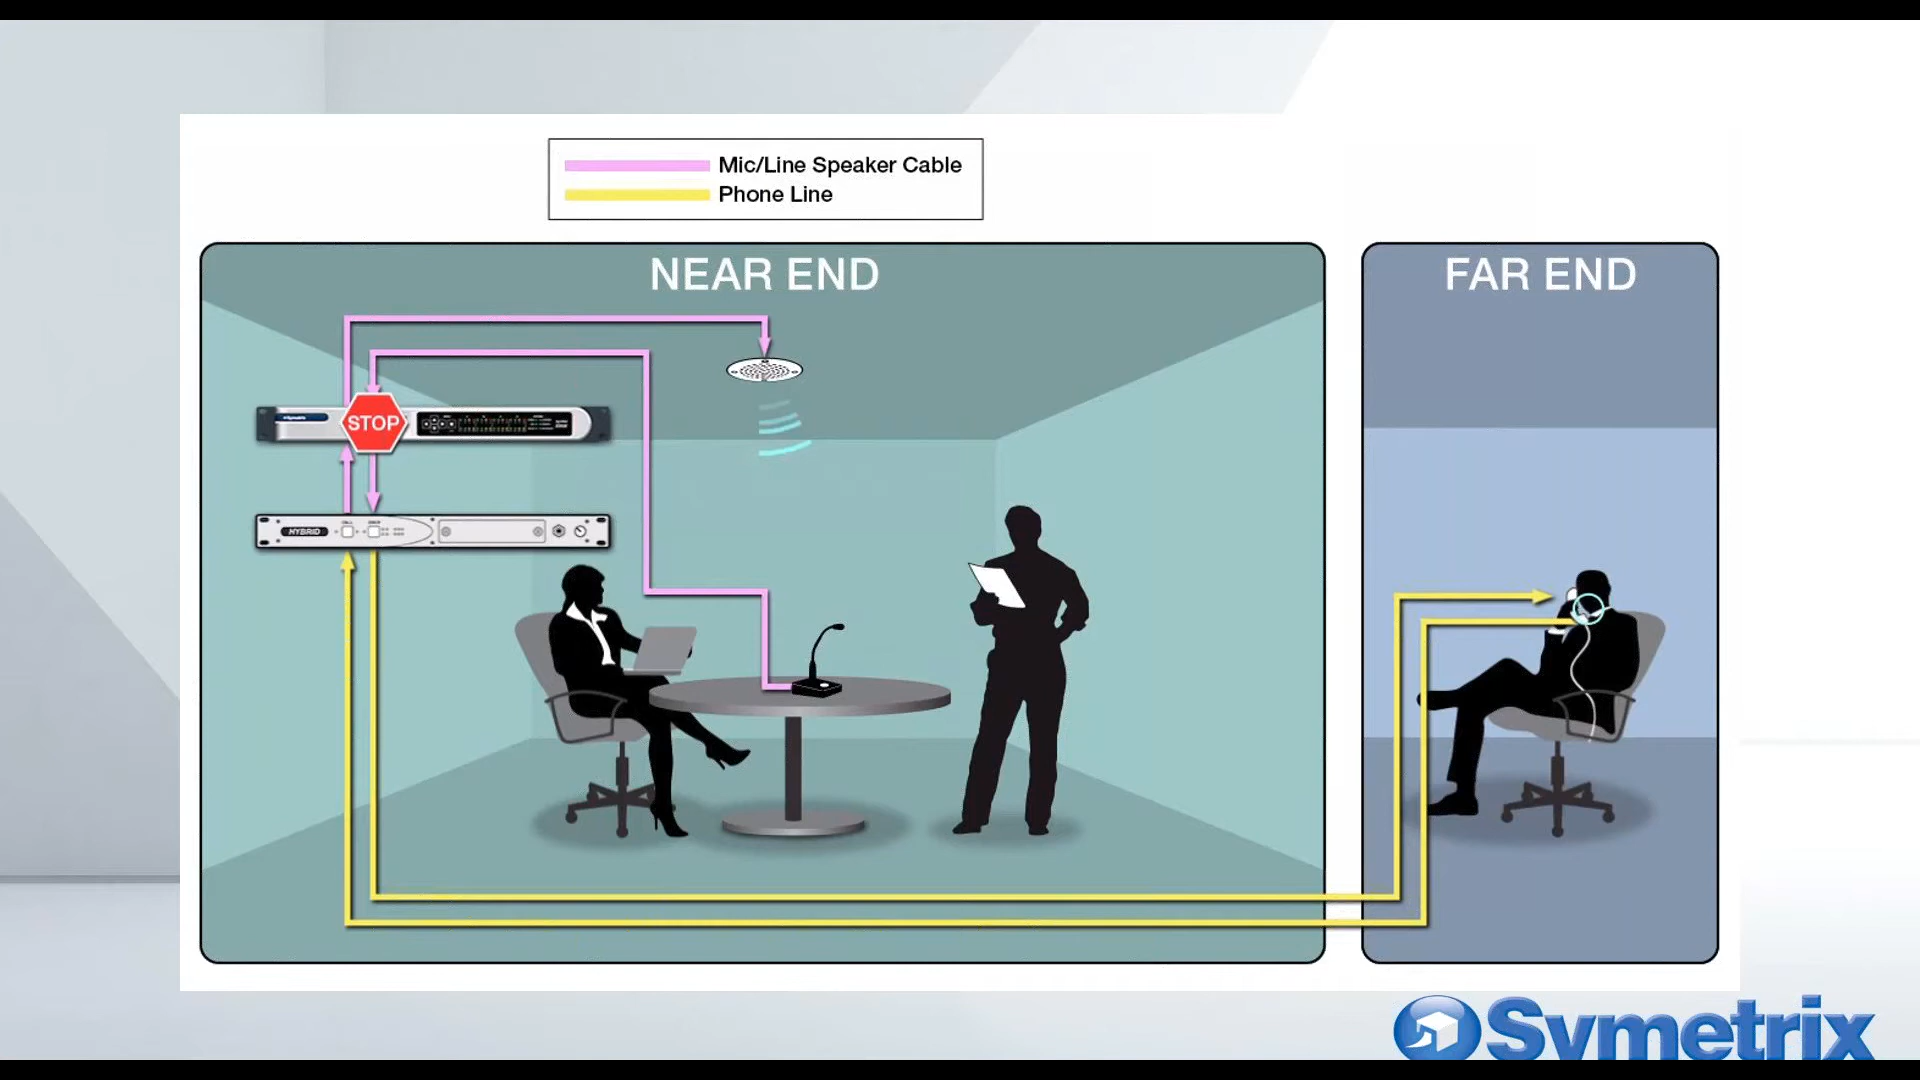 Mic/Line Speaker Cable
Phone Line
NEAR END
FAR END
STOP
HYBRID
Symetrix